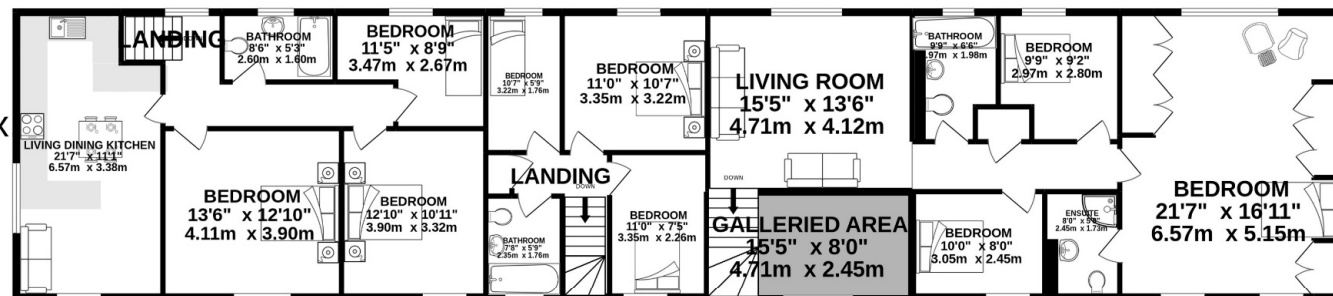 LANDING
DOWN
BATHROOM
8'6" x 5'3"
2.60m x 1.60m
BEDROOM
11'5" x 8'9"
3.47m x 2.67m
LIVING DINING KITCHEN
21'7" x 11'1"
6.57m x 3.38m
BEDROOM
13'6" x 12'10"
4.11m x 3.90m
BEDROOM
12'10" x 10'11"
3.90m x 3.32m
BEDROOM
10'7" x 5'9"
3.22m x 1.76m
BEDROOM
11'0" x 10'7"
3.35m x 3.22m
LANDING
DOWN
BATHROOM
7'8" x 5'9"
2.35m x 1.76m
BEDROOM
11'0" x 7'5"
3.35m x 2.26m
LIVING ROOM
15'5" x 13'6"
4.71m x 4.12m
DOWN
GALLERIED AREA
15'5" x 8'0"
4.71m x 2.45m
BATHROOM
9'9" x 6'6"
2.97m x 1.98m
BEDROOM
9'9" x 9'2"
2.97m x 2.80m
BEDROOM
10'0" x 8'0"
3.05m x 2.45m
ENSUITE
8'0" x 5'8"
2.45m x 1.73m
BEDROOM
21'7" x 16'11"
6.57m x 5.15m